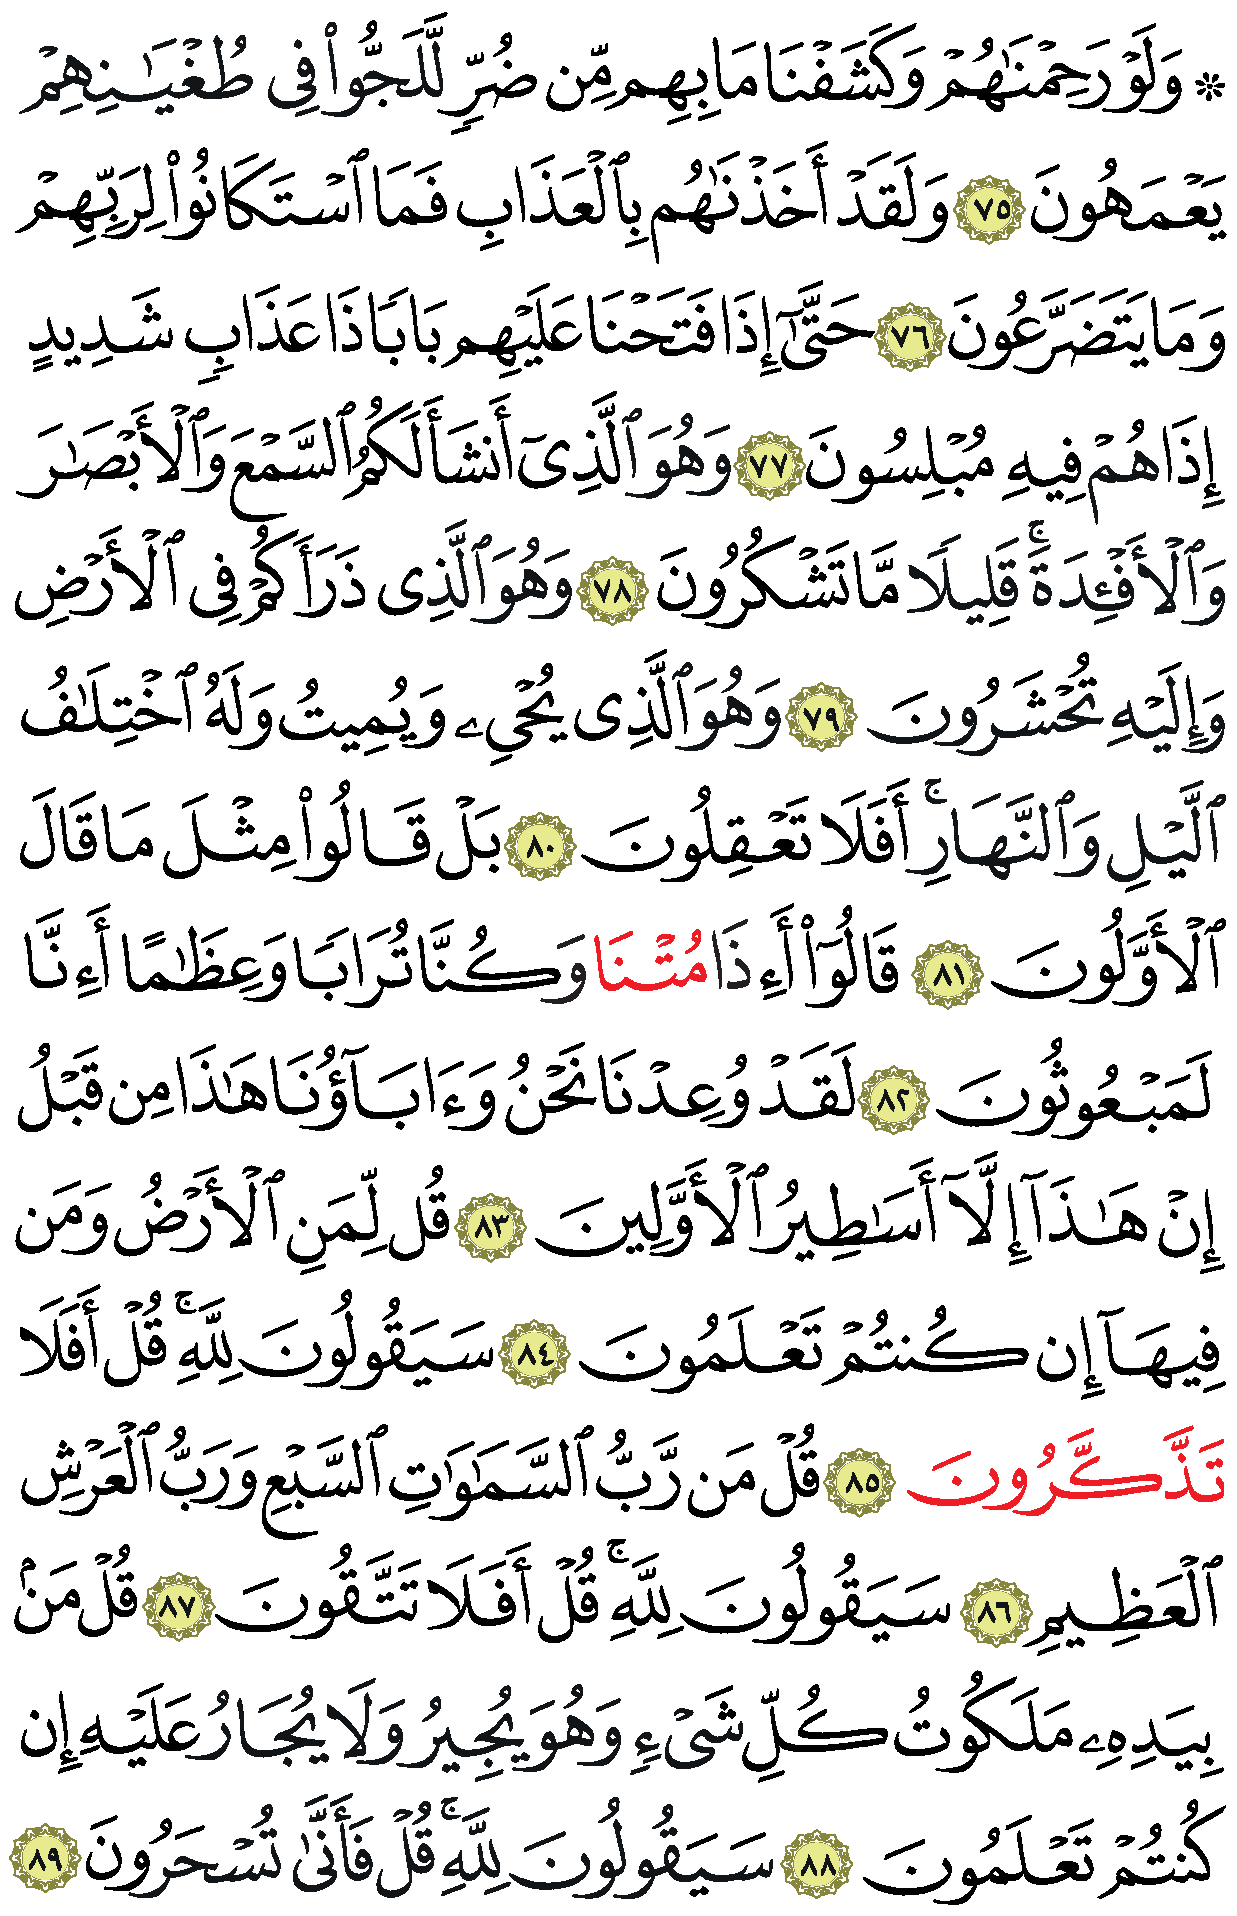 ۞ وَلَوۡ رَحِمۡنَٰهُمۡ وَكَشَفۡنَا مَا بِهِم مِّن ضُرّٖ لَّلَجُّواْ فِي طُغۡيَٰنِهِمۡ
يَعۡمَهُونَ ٧٥ وَلَقَدۡ أَخَذۡنَٰهُم بِٱلۡعَذَابِ فَمَا ٱسۡتَكَانُواْ لِرَبِّهِمۡ
وَمَا يَتَضَرَّعُونَ ٧٦ حَتَّىٰٓ إِذَا فَتَحۡنَا عَلَيۡهِم بَابٗا ذَا عَذَابٖ شَدِيدٍ
إِذَا هُمۡ فِيهِ مُبۡلِسُونَ ٧٧ وَهُوَ ٱلَّذِيٓ أَنشَأَ لَكُمُ ٱلسَّمۡعَ وَٱلۡأَبۡصَٰرَ
وَٱلۡأَفۡـِٔدَةَۚ قَلِيلٗا مَّا تَشۡكُرُونَ ٧٨ وَهُوَ ٱلَّذِي ذَرَأَكُمۡ فِي ٱلۡأَرۡضِ
وَإِلَيۡهِ تُحۡشَرُونَ ٧٩ وَهُوَ ٱلَّذِي يُحۡيِۦ وَيُمِيتُ وَلَهُ ٱخۡتِلَٰفُ
ٱلَّيۡلِ وَٱلنَّهَارِۚ أَفَلَا تَعۡقِلُونَ ٨٠ بَلۡ قَالُواْ مِثۡلَ مَا قَالَ
ٱلۡأَوَّلُونَ ٨١ قَالُوٓاْ أَءِذَا مُتۡنَا وَكُنَّا تُرَابٗا وَعِظَٰمًا أَءِنَّا
لَمَبۡعُوثُونَ ٨٢ لَقَدۡ وُعِدۡنَا نَحۡنُ وَءَابَآؤُنَا هَٰذَا مِن قَبۡلُ
إِنۡ هَٰذَآ إِلَّآ أَسَٰطِيرُ ٱلۡأَوَّلِينَ ٨٣ قُل لِّمَنِ ٱلۡأَرۡضُ وَمَن
فِيهَآ إِن كُنتُمۡ تَعۡلَمُونَ ٨٤ سَيَقُولُونَ لِلَّهِۚ قُلۡ أَفَلَا
تَذَّكَّرُونَ ٨٥ قُلۡ مَن رَّبُّ ٱلسَّمَٰوَٰتِ ٱلسَّبۡعِ وَرَبُّ ٱلۡعَرۡشِ
ٱلۡعَظِيمِ ٨٦ سَيَقُولُونَ لِلَّهِۚ قُلۡ أَفَلَا تَتَّقُونَ ٨٧ قُلۡ مَنۢ
بِيَدِهِۦ مَلَكُوتُ كُلِّ شَيۡءٖ وَهُوَ يُجِيرُ وَلَا يُجَارُ عَلَيۡهِ إِن
كُنتُمۡ تَعۡلَمُونَ ٨٨ سَيَقُولُونَ لِلَّهِۚ قُلۡ فَأَنَّىٰ تُسۡحَرُونَ ٨٩